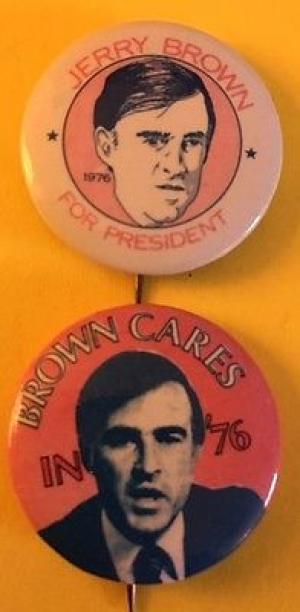 JERRY BROWN
1976
FOR PRESIDENT
BROWN CARES
IN '76